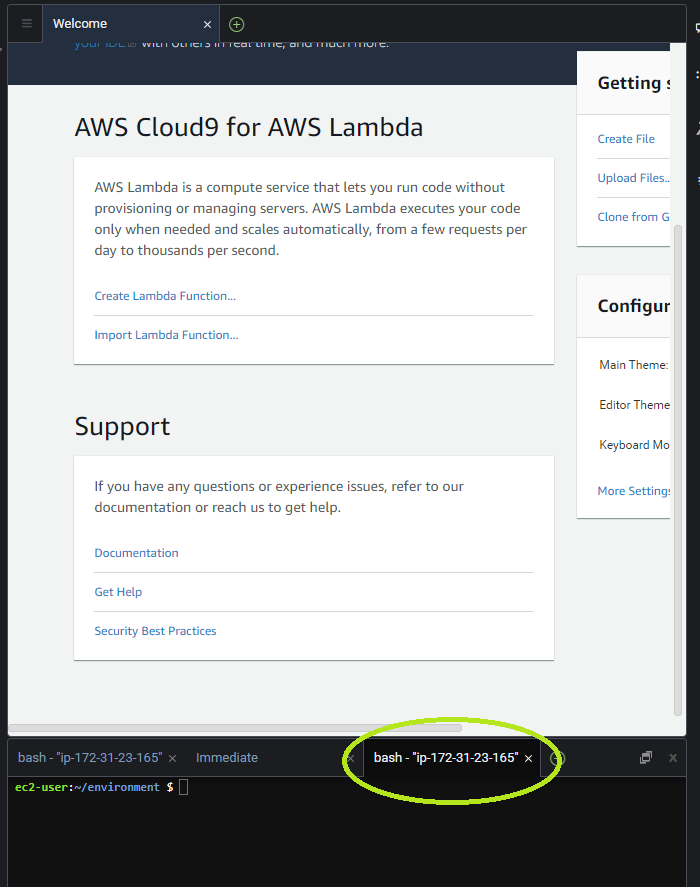 Welcome
your IDE with others in real time, and much more.
AWS Cloud9 for AWS Lambda
AWS Lambda is a compute service that lets you run code without
provisioning or managing servers. AWS Lambda executes your code
only when needed and scales automatically, from a few requests per
day to thousands per second.
Create Lambda Function...
Import Lambda Function...
Support
If you have any questions or experience issues, refer to our
documentation or reach us to get help.
Documentation
Get Help
Security Best Practices
Getting s
Create File
Upload Files..
Clone from G
Configur
Main Theme:
Editor Theme
Keyboard Mo
More Settings
bash - "ip-172-31-23-165"
Immediate
bash - "ip-172-31-23-165"
ec2-user:~/environment $